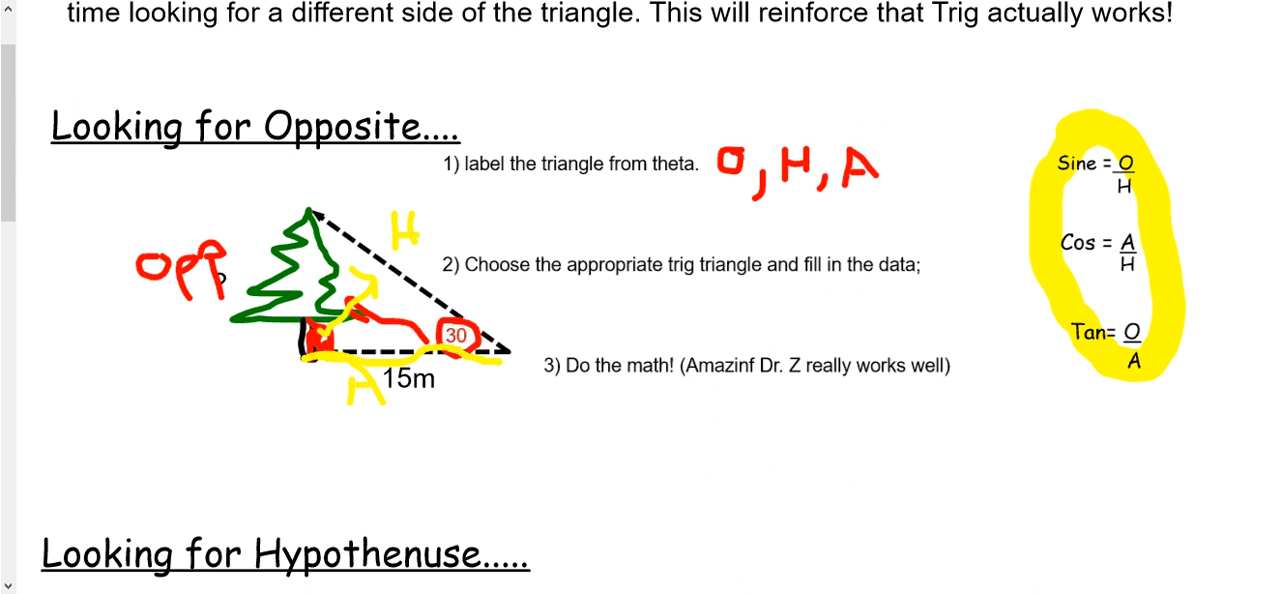 time looking for a different side of the triangle. This will reinforce that Trig actually works!
Looking for Opposite....
1) label the triangle from theta. O, H, A
Sine = O
H
H
opp
2) Choose the appropriate trig triangle and fill in the data;
Cos = A
H
30
Tan= O
A
3) Do the math! (Amazinf Dr. Z really works well)
A 15m
Looking for Hypothenuse.....